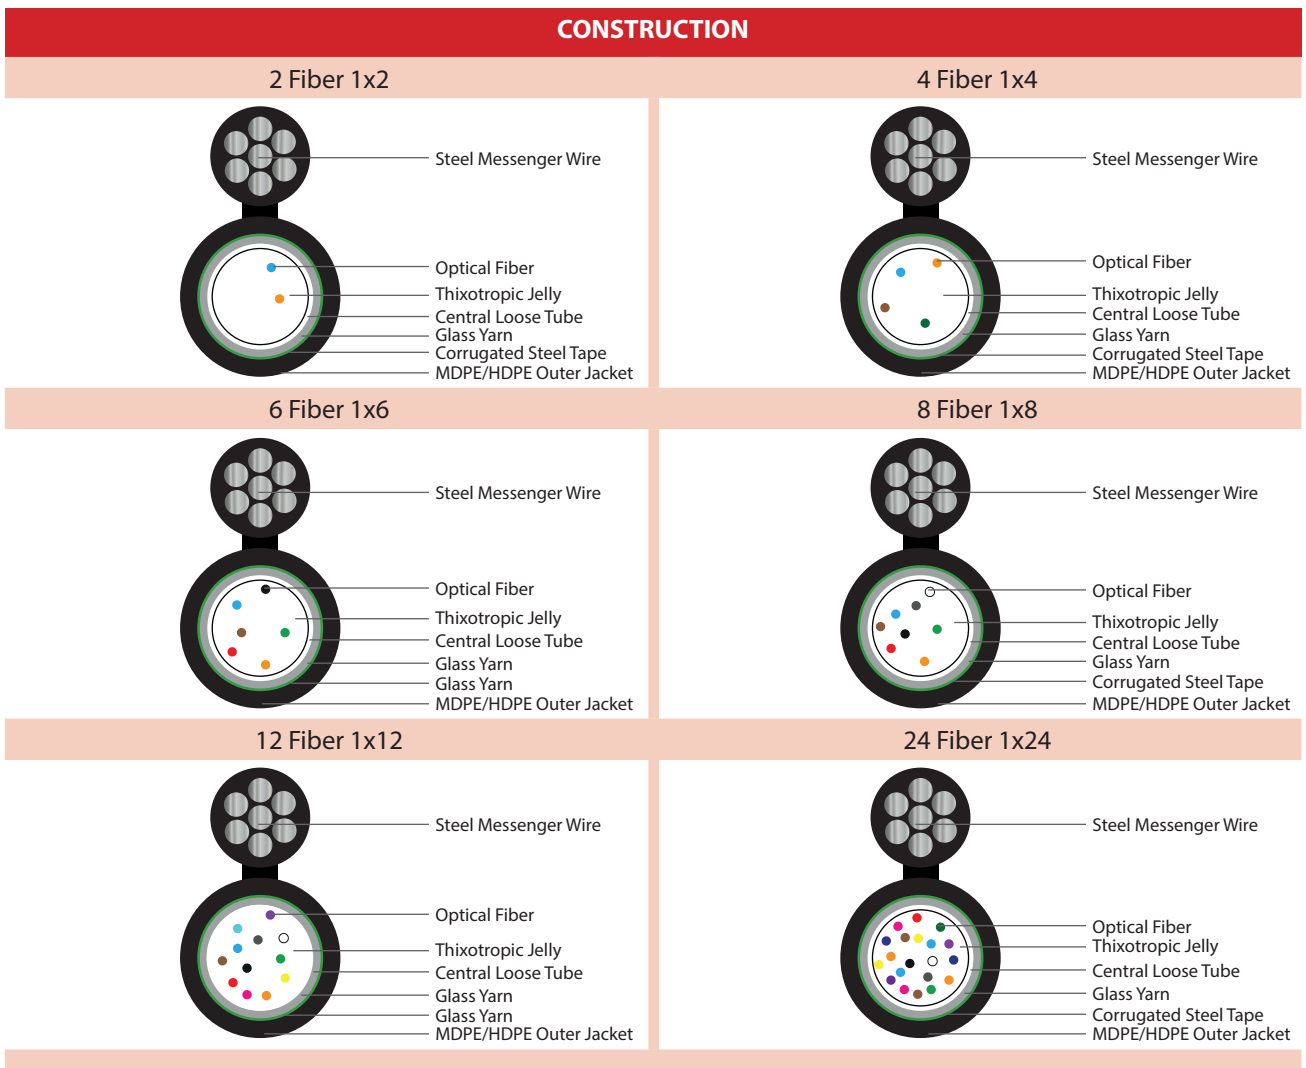 CONSTRUCTION
2 Fiber 1x2
Steel Messenger Wire
Optical Fiber
Thixotropic Jelly
Central Loose Tube
Glass Yarn
Corrugated Steel Tape
MDPE/HDPE Outer Jacket
4 Fiber 1x4
Steel Messenger Wire
Optical Fiber
Thixotropic Jelly
Central Loose Tube
Glass Yarn
Corrugated Steel Tape
MDPE/HDPE Outer Jacket
6 Fiber 1x6
Steel Messenger Wire
Optical Fiber
Thixotropic Jelly
Central Loose Tube
Glass Yarn
Glass Yarn
MDPE/HDPE Outer Jacket
8 Fiber 1x8
Steel Messenger Wire
Optical Fiber
Thixotropic Jelly
Central Loose Tube
Glass Yarn
Corrugated Steel Tape
MDPE/HDPE Outer Jacket
12 Fiber 1x12
Steel Messenger Wire
Optical Fiber
Thixotropic Jelly
Central Loose Tube
Glass Yarn
Glass Yarn
MDPE/HDPE Outer Jacket
24 Fiber 1x24
Steel Messenger Wire
Optical Fiber
Thixotropic Jelly
Central Loose Tube
Glass Yarn
Corrugated Steel Tape
MDPE/HDPE Outer Jacket